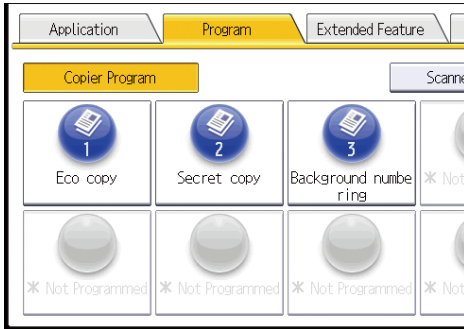 Application Program Extended Feature
Copier Program Scanne
1 2 3
Eco copy Secret copy Background numbe
ring
* Not
* Not Programmed * Not Programmed * Not Programmed * Not